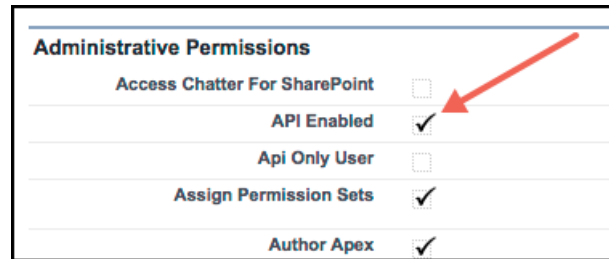 Administrative Permissions
Access Chatter For SharePoint
API Enabled
Api Only User
Assign Permission Sets
Author Apex